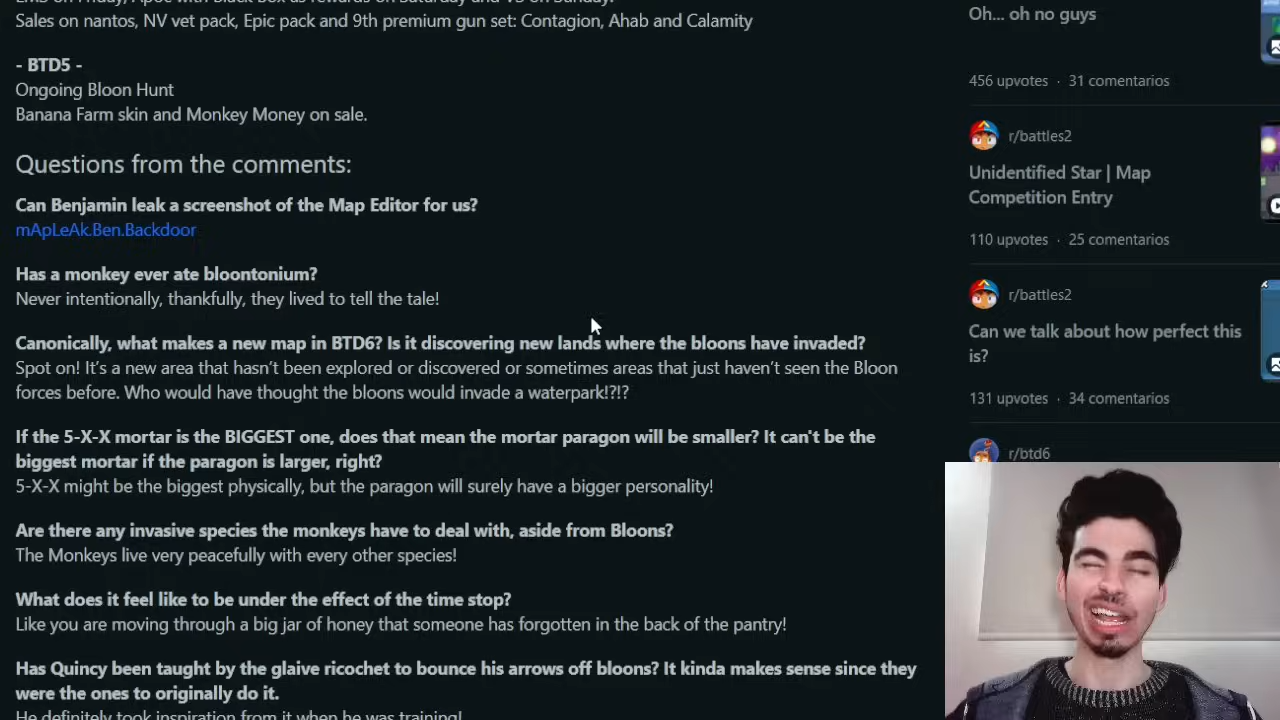 Sales on nantos, NV vet pack, Epic pack and 9th premium gun set: Contagion, Ahab and Calamity
- BTD5 -
Ongoing Bloon Hunt
Banana Farm skin and Monkey Money on sale.
Questions from the comments:
Can Benjamin leak a screenshot of the Map Editor for us?
mApLeAk.Ben.Backdoor
Has a monkey ever ate bloontonium?
Never intentionally, thankfully, they lived to tell the tale!
Canonically, what makes a new map in BTD6? Is it discovering new lands where the bloons have invaded?
Spot on! It's a new area that hasn't been explored or discovered or sometimes areas that just haven't seen the Bloon
forces before. Who would have thought the bloons would invade a waterpark!?!?
If the 5-X-X mortar is the BIGGEST one, does that mean the mortar paragon will be smaller? It can't be the
biggest mortar if the paragon is larger, right?
5-X-X might be the biggest physically, but the paragon will surely have a bigger personality!
Are there any invasive species the monkeys have to deal with, aside from Bloons?
The Monkeys live very peacefully with every other species!
What does it feel like to be under the effect of the time stop?
Like you are moving through a big jar of honey that someone has forgotten in the back of the pantry!
Has Quincy been taught by the glaive ricochet to bounce his arrows off bloons? It kinda makes sense since they
were the ones to originally do it.
He definitely took inspiration from it when he was training!
Oh... oh no guys
456 upvotes · 31 comentarios
r/battles2
Unidentified Star | Map
Competition Entry
110 upvotes · 25 comentarios
r/battles2
Can we talk about how perfect this
is?
131 upvotes · 34 comentarios
r/btd6